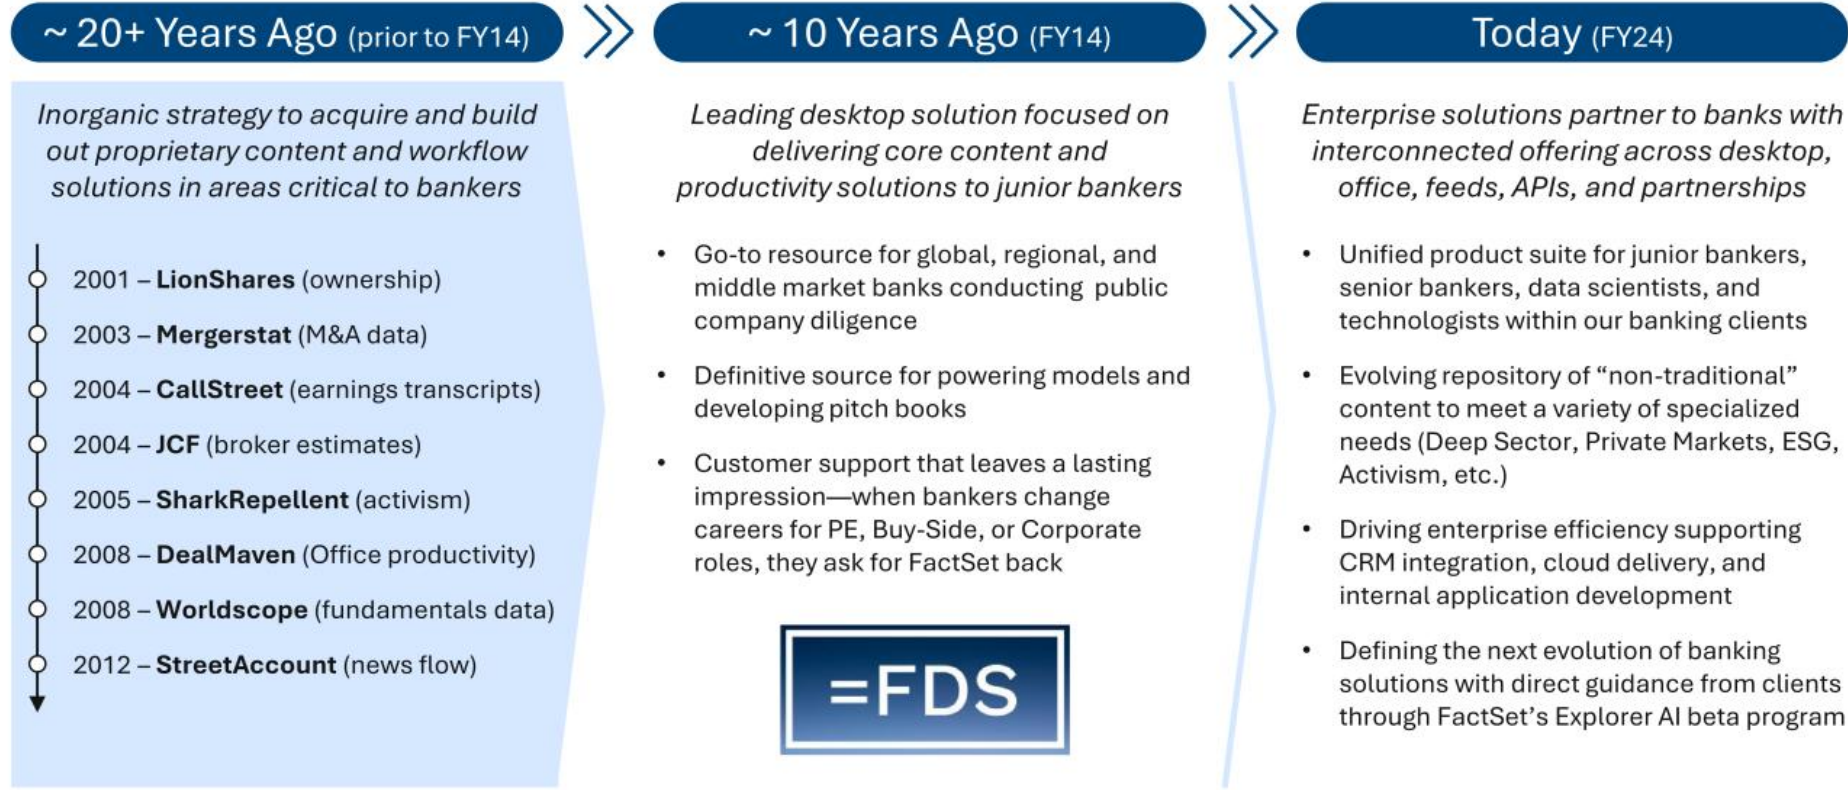 ~ 20+ Years Ago (prior to FY14)
Inorganic strategy to acquire and build
out proprietary content and workflow
solutions in areas critical to bankers
2001 – LionShares (ownership)
2003 – Mergerstat (M&A data)
2004 – CallStreet (earnings transcripts)
2004 – JCF (broker estimates)
2005 – SharkRepellent (activism)
2008 – DealMaven (Office productivity)
2008 – Worldscope (fundamentals data)
2012 – StreetAccount (news flow)
~ 10 Years Ago (FY14)
Leading desktop solution focused on
delivering core content and
productivity solutions to junior bankers
• Go-to resource for global, regional, and
middle market banks conducting public
company diligence
• Definitive source for powering models and
developing pitch books
• Customer support that leaves a lasting
impression—when bankers change
careers for PE, Buy-Side, or Corporate
roles, they ask for FactSet back
=FDS
Today (FY24)
Enterprise solutions partner to banks with
interconnected offering across desktop,
office, feeds, APIs, and partnerships
• Unified product suite for junior bankers,
senior bankers, data scientists, and
technologists within our banking clients
• Evolving repository of “non-traditional”
content to meet a variety of specialized
needs (Deep Sector, Private Markets, ESG,
Activism, etc.)
• Driving enterprise efficiency supporting
CRM integration, cloud delivery, and
internal application development
• Defining the next evolution of banking
solutions with direct guidance from clients
through FactSet’s Explorer AI beta program